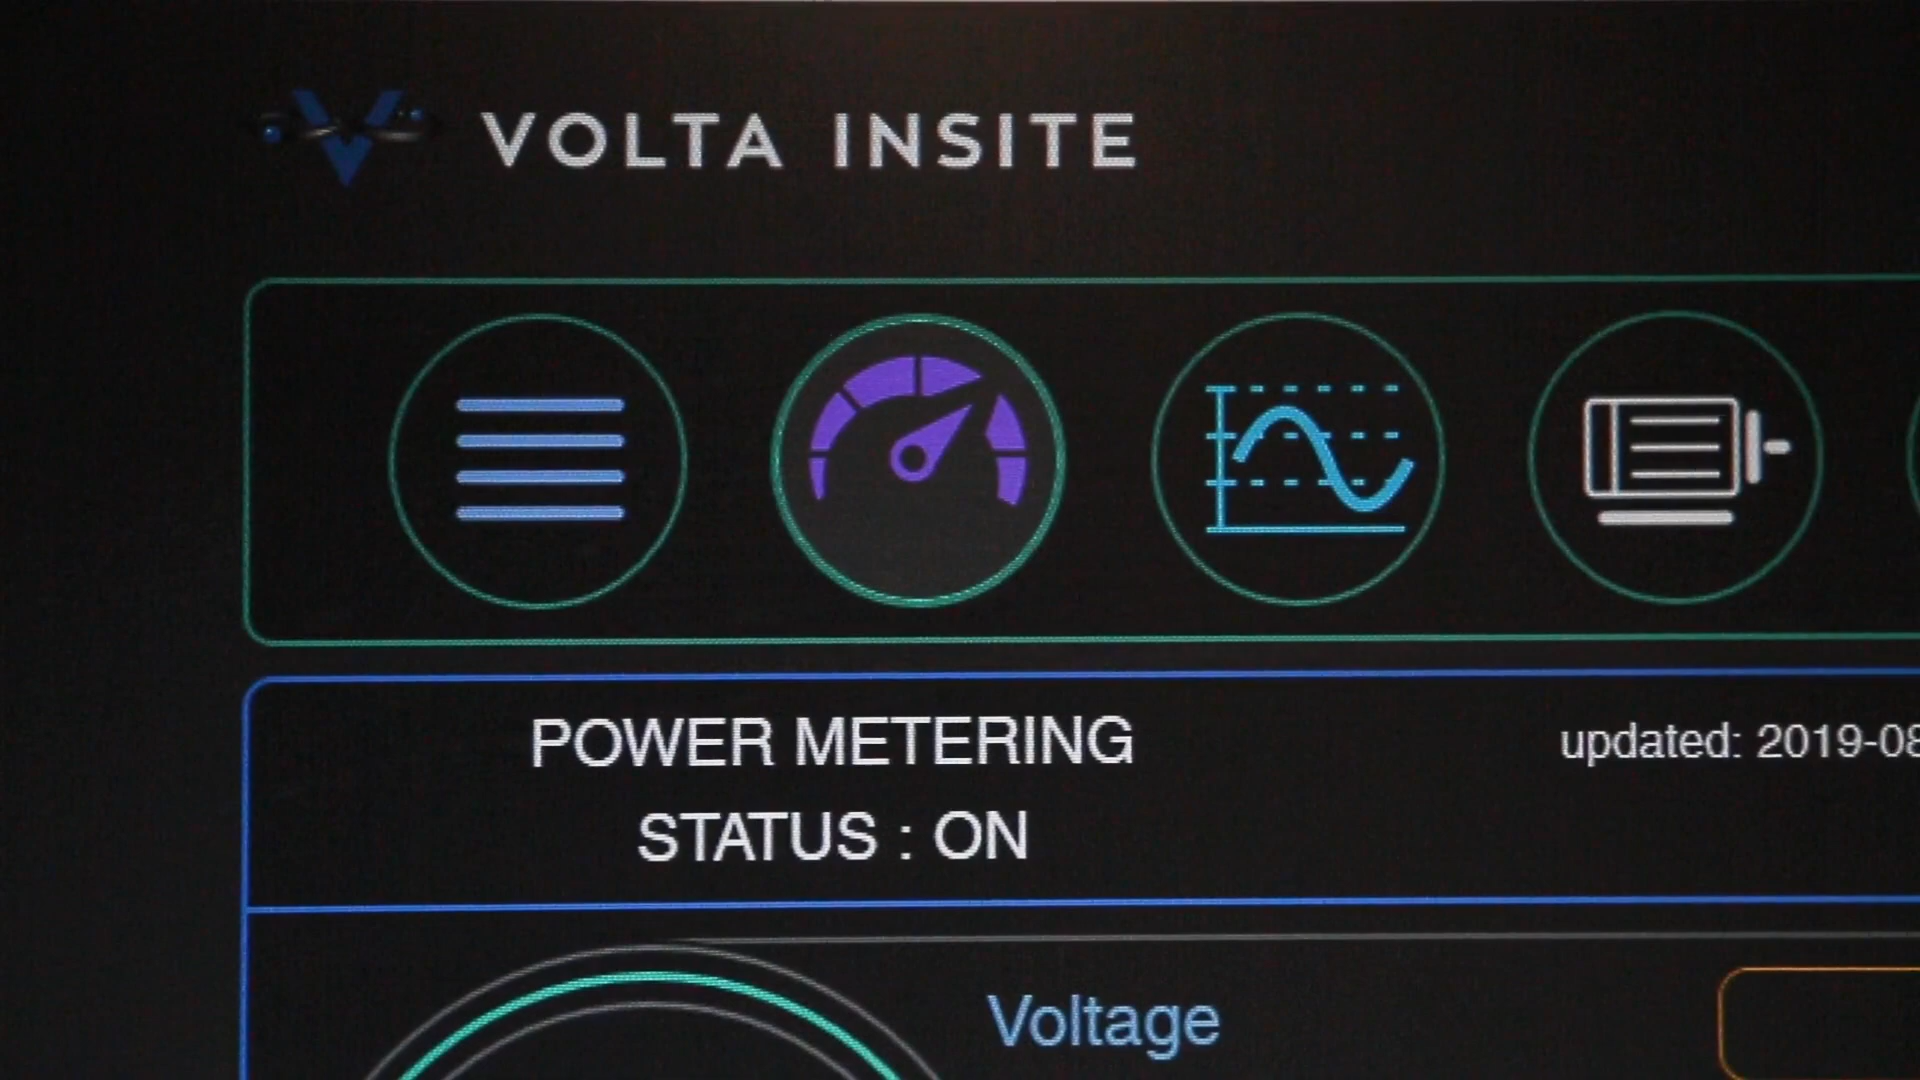 VOLTA INSITE
POWER METERING
updated: 2019-08
STATUS : ON
Voltage